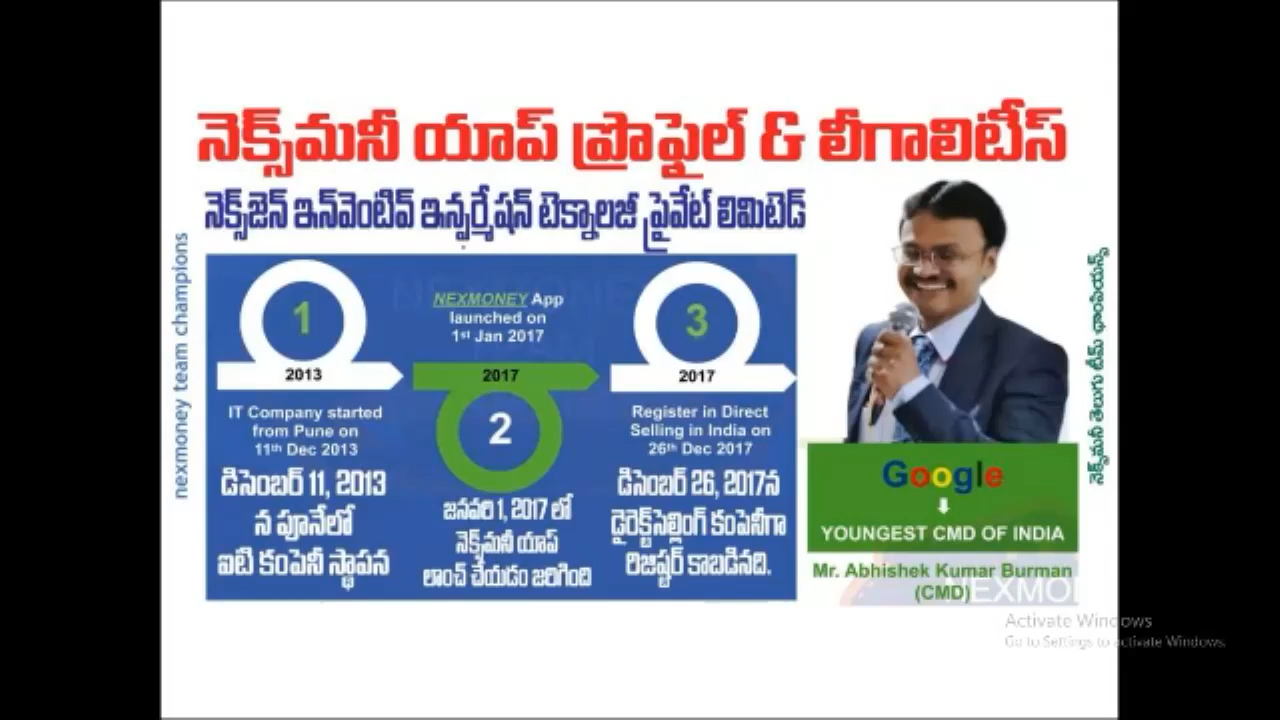 నెక్స్‌మనీ యాప్ ప్రొఫైల్ & లీగాలిటీస్
నెక్స్‌జెన్ ఇన్‌వెంటివ్ ఇన్ఫర్మేషన్ టెక్నాలజీ ప్రైవేట్ లిమిటెడ్
nexmoney team champions
1
2013
IT Company started
from Pune on
11th Dec 2013
డిసెంబర్ 11, 2013
న పూనేలో
ఐటి కంపెనీ స్థాపన
NEXMONEY App
launched on
1st Jan 2017
2017
2
జనవరి 1, 2017 లో
నెక్స్‌మనీ యాప్
లాంచ్ చేయడం జరిగింది
3
2017
Register in Direct
Selling in India on
26th Dec 2017
డిసెంబర్ 26, 2017న
డైరెక్ట్‌సెల్లింగ్ కంపెనీగా
రిజిష్టర్ కాబడినది.
Google
YOUNGEST CMD OF INDIA
Mr. Abhishek Kumar Burman
(CMD)
NEXMO
నెక్స్‌మనీ తెలుగు టీమ్ ఛాంపియన్స్
Activate Windows
Go to Settings to activate Windows.